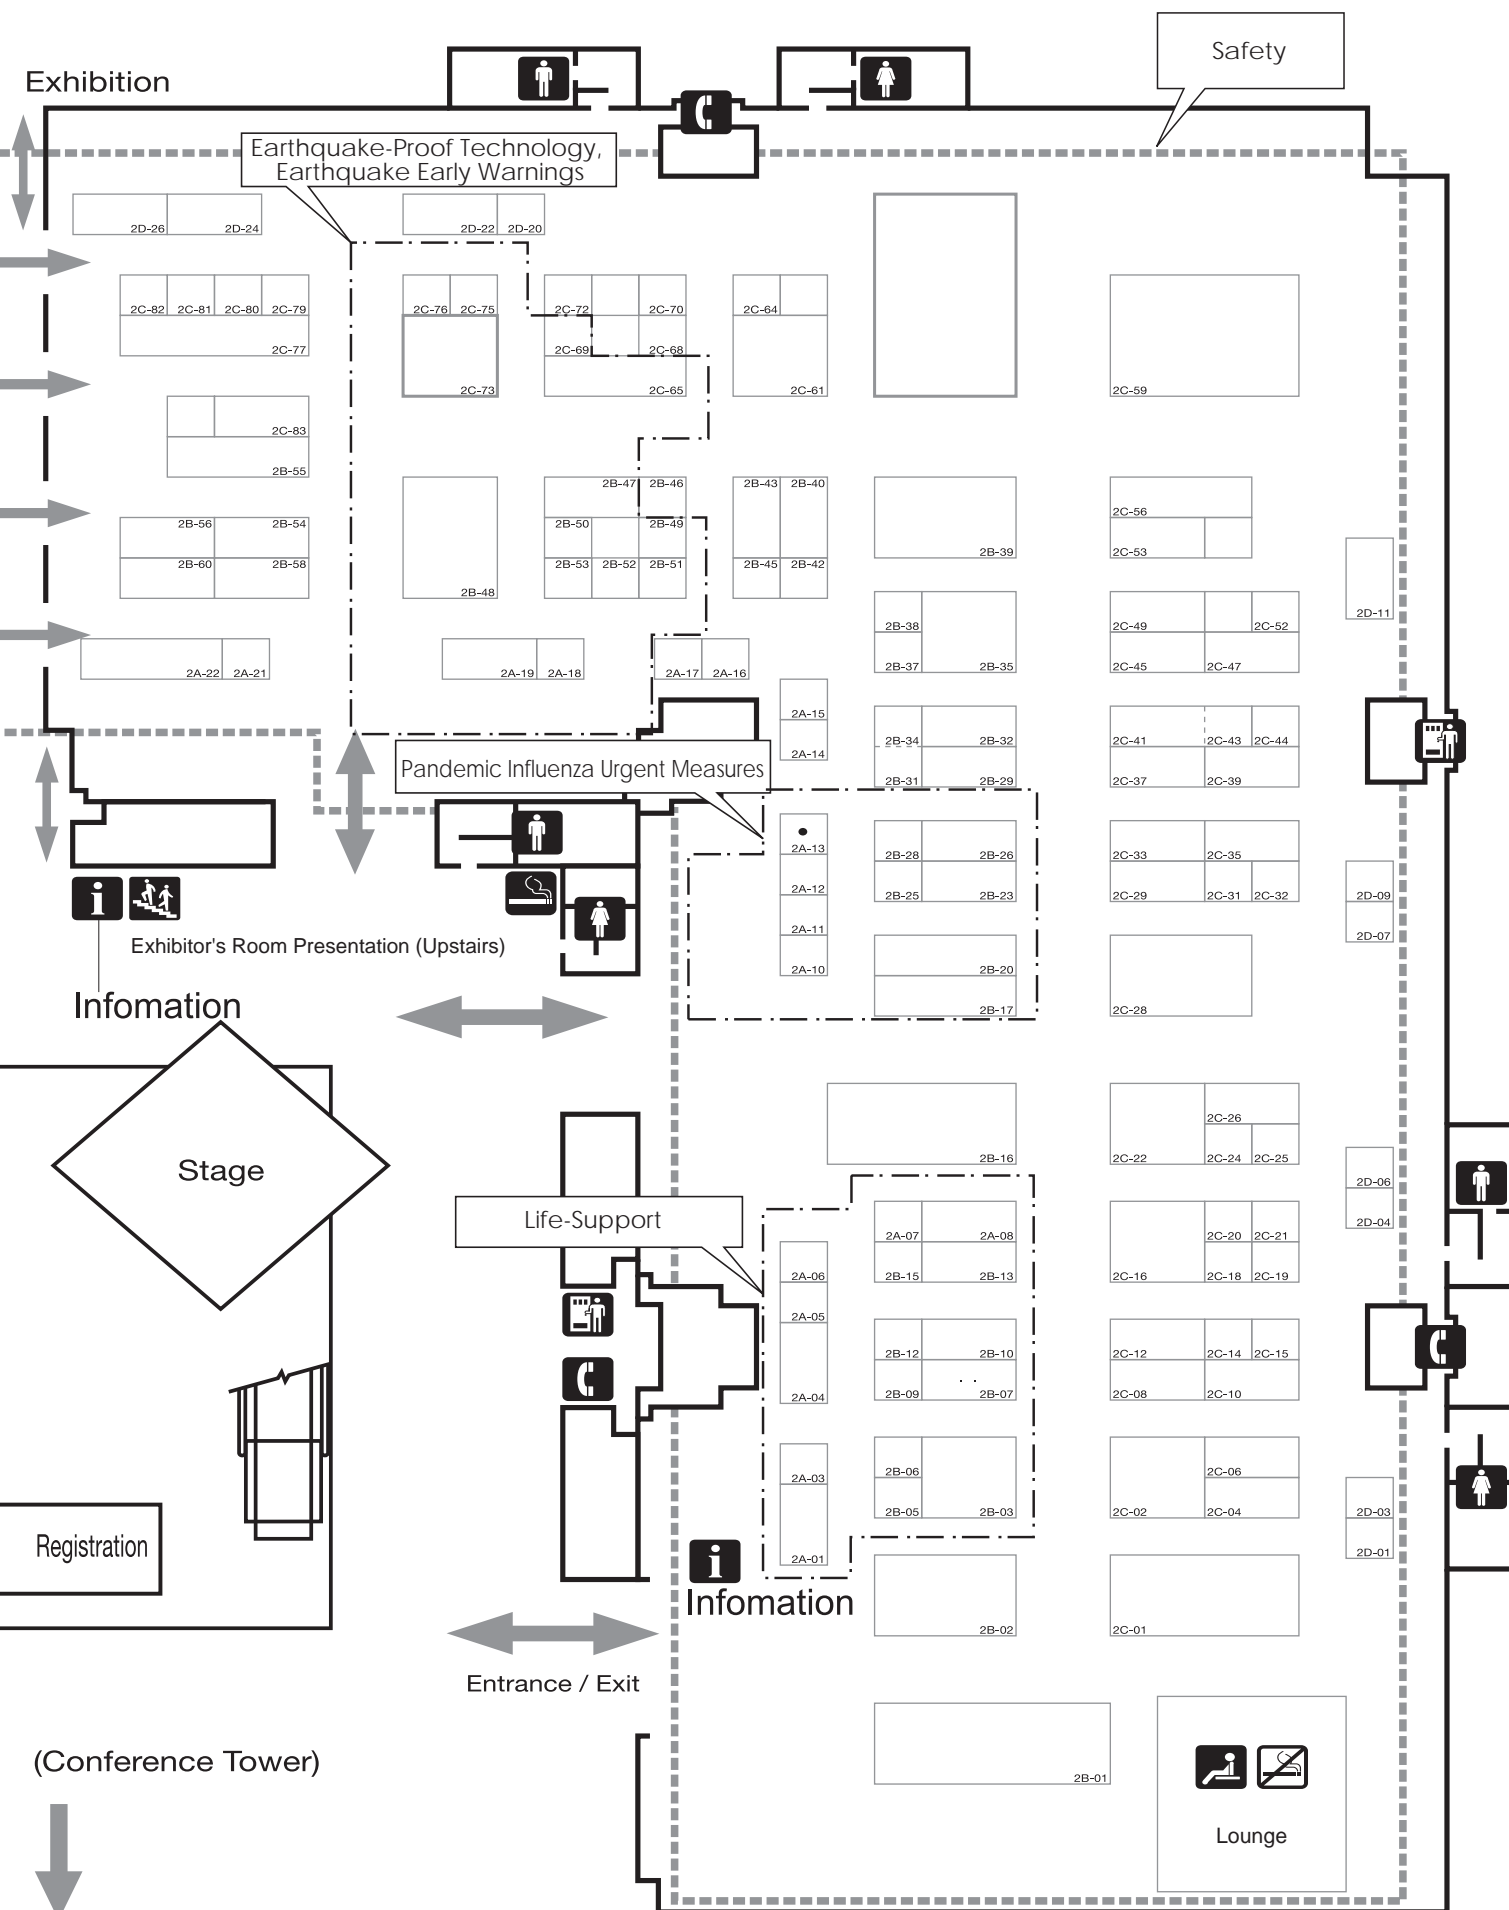 Safety
Exhibition
Earthquake-Proof Technology,
Earthquake Early Warnings
2D-26 2D-24 2D-22 2D-20
2C-82 2C-81 2C-80 2C-79 2C-76 2C-75 2C-72 2C-70 2C-64
2C-77 2C-69 2C-68
2C-73 2C-65 2C-61 2C-59
2C-83
2B-55
2B-47 2B-46 2B-43 2B-40
2C-56
2B-56 2B-54 2B-50 2B-49
2B-39 2C-53
2B-60 2B-58 2B-53 2B-52 2B-51 2B-45 2B-42
2B-48
2D-11
2B-38 2C-49 2C-52
2B-37 2B-35 2C-45 2C-47
2A-22 2A-21 2A-19 2A-18 2A-17 2A-16
2A-15
2B-34 2B-32 2C-41 2C-43 2C-44
2A-14
Pandemic Influenza Urgent Measures
2B-31 2B-29 2C-37 2C-39
2A-13 2B-28 2B-26 2C-33 2C-35
2A-12 2B-25 2B-23 2C-29 2C-31 2C-32 2D-09
2A-11
2D-07
Exhibitor's Room Presentation (Upstairs)
2A-10 2B-20
2B-17 2C-28
Infomation
2C-26
2B-16 2C-22 2C-24 2C-25
Stage
2D-06
Life-Support
2D-04
2A-07 2A-08 2C-20 2C-21
2A-06 2B-15 2B-13 2C-16 2C-18 2C-19
2A-05
2B-12 2B-10 2C-12 2C-14 2C-15
2A-04 2B-09 2B-07 2C-08 2C-10
2A-03 2B-06 2C-06
2B-05 2B-03 2C-02 2C-04 2D-03
Registration
2A-01 2D-01
Infomation
2B-02 2C-01
Entrance / Exit
(Conference Tower)
2B-01
Lounge